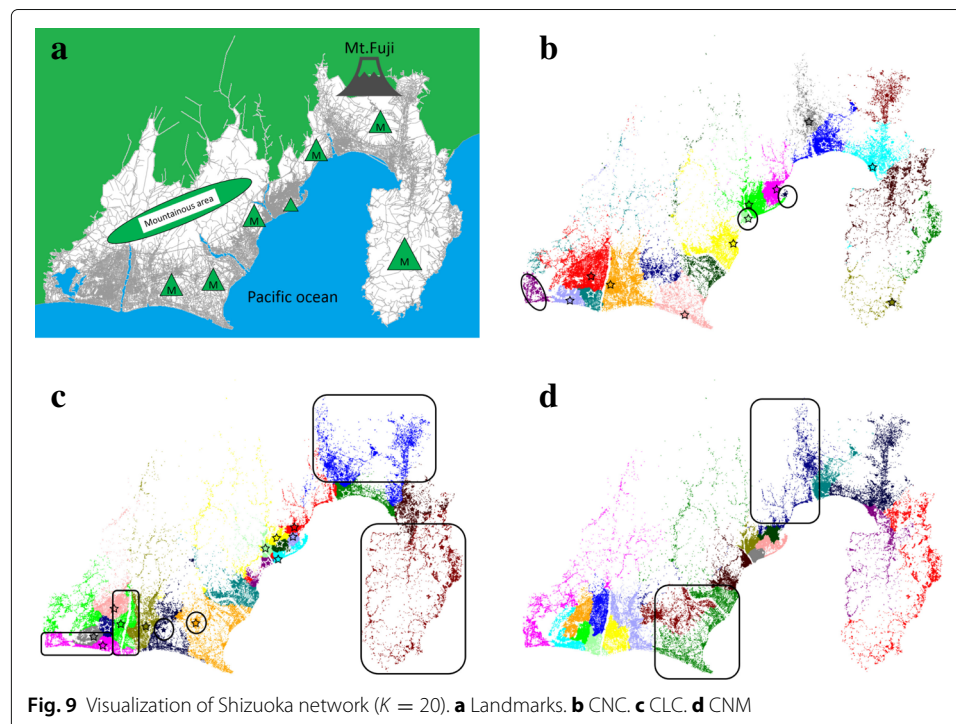 a
Mt.Fuji
M
M
M
Mountainous area
M
M
M
Pacific ocean
b
c
d
Fig. 9 Visualization of Shizuoka network (K = 20). a Landmarks. b CNC. c CLC. d CNM